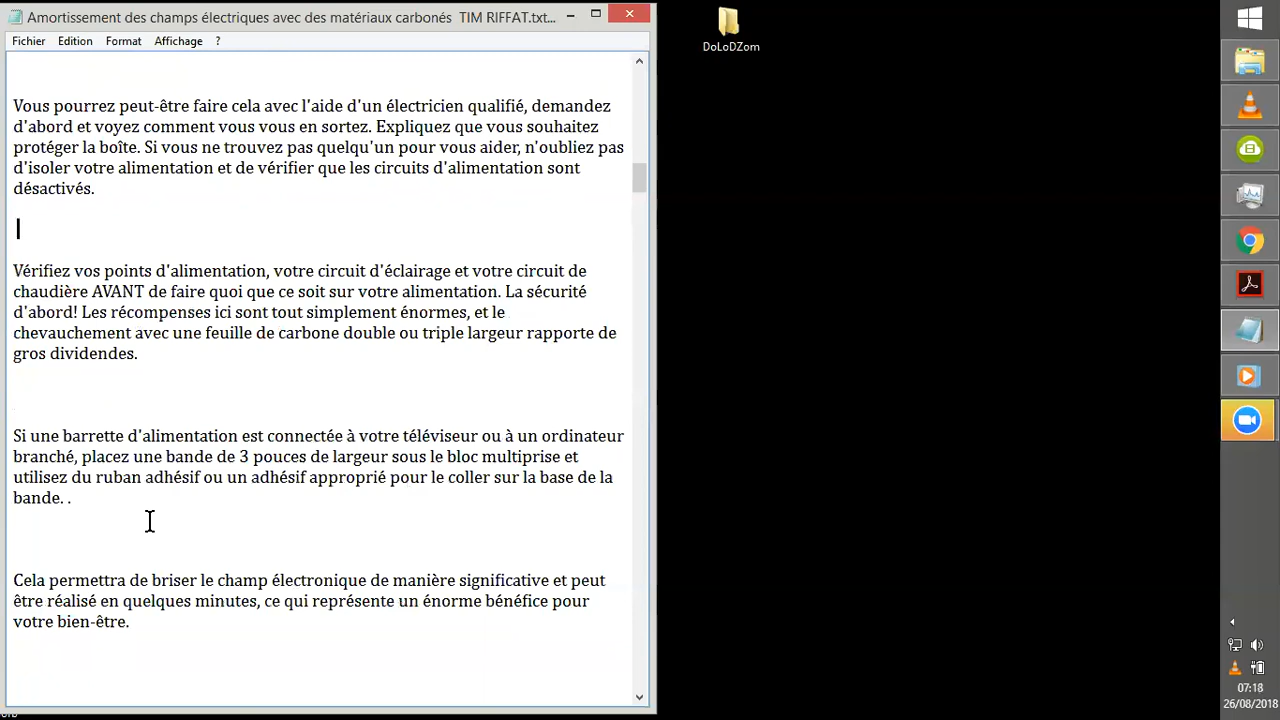 Amortissement des champs électriques avec des matériaux carbonés  TIM RIFFAT.txt...
Fichier Edition Format Affichage ?
Vous pourrez peut-être faire cela avec l'aide d'un électricien qualifié, demandez
d'abord et voyez comment vous vous en sortez. Expliquez que vous souhaitez
protéger la boîte. Si vous ne trouvez pas quelqu'un pour vous aider, n'oubliez pas
d'isoler votre alimentation et de vérifier que les circuits d'alimentation sont
désactivés.
Vérifiez vos points d'alimentation, votre circuit d'éclairage et votre circuit de
chaudière AVANT de faire quoi que ce soit sur votre alimentation. La sécurité
d'abord! Les récompenses ici sont tout simplement énormes, et le
chevauchement avec une feuille de carbone double ou triple largeur rapporte de
gros dividendes.
Si une barrette d'alimentation est connectée à votre téléviseur ou à un ordinateur
branché, placez une bande de 3 pouces de largeur sous le bloc multiprise et
utilisez du ruban adhésif ou un adhésif approprié pour le coller sur la base de la
bande. .
Cela permettra de briser le champ électronique de manière significative et peut
être réalisé en quelques minutes, ce qui représente un énorme bénéfice pour
votre bien-être.
DoLoDZom
07:18
26/08/2018